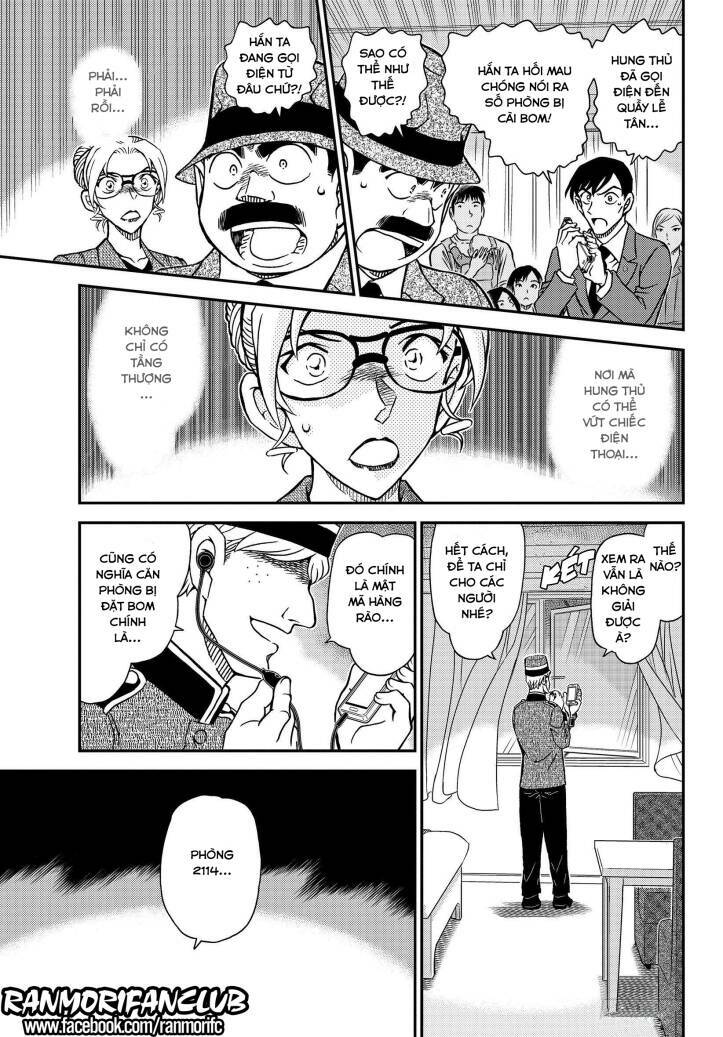 HUNG THỦ
ĐÃ GỌI
ĐIỆN ĐẾN
QUẦY LỄ
TÂN...
HẮN TA HỐI MAU
CHÓNG NÓI RA
SỐ PHÒNG BỊ
CÀI BOM!
SAO CÓ
THỂ NHƯ
THẾ
ĐƯỢC?!
HẮN TA
ĐANG GỌI
ĐIỆN TỪ
ĐÂU CHỨ?!
PHẢI...
PHẢI
RỒI...
NƠI MÀ
HUNG THỦ
CÓ THỂ
VỨT CHIẾC
ĐIỆN
THOẠI...
KHÔNG
CHỈ CÓ
TẦNG
THƯỢNG
...
THẾ
NÀO?
XEM RA
VẪN LÀ
KHÔNG
GIẢI
ĐƯỢC
À?
KÉT
HẾT CÁCH,
ĐỂ TA CHỈ
CHO CÁC
NGƯƠI
NHÉ?
ĐÓ CHÍNH
LÀ MẬT
MÃ HÀNG
RÀO...
CŨNG CÓ
NGHĨA CĂN
PHÒNG BỊ
ĐẶT BOM
CHÍNH
LÀ...
PHÒNG
2114...
RANMORIFANCLUB
www.facebook.com/ranmorifc